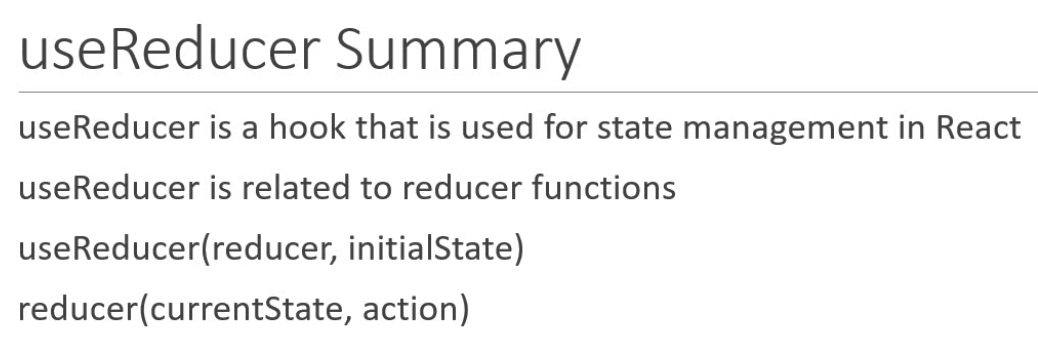 useReducer Summary
useReducer is a hook that is used for state management in React
useReducer is related to reducer functions
useReducer(reducer, initialState)
reducer(currentState, action)